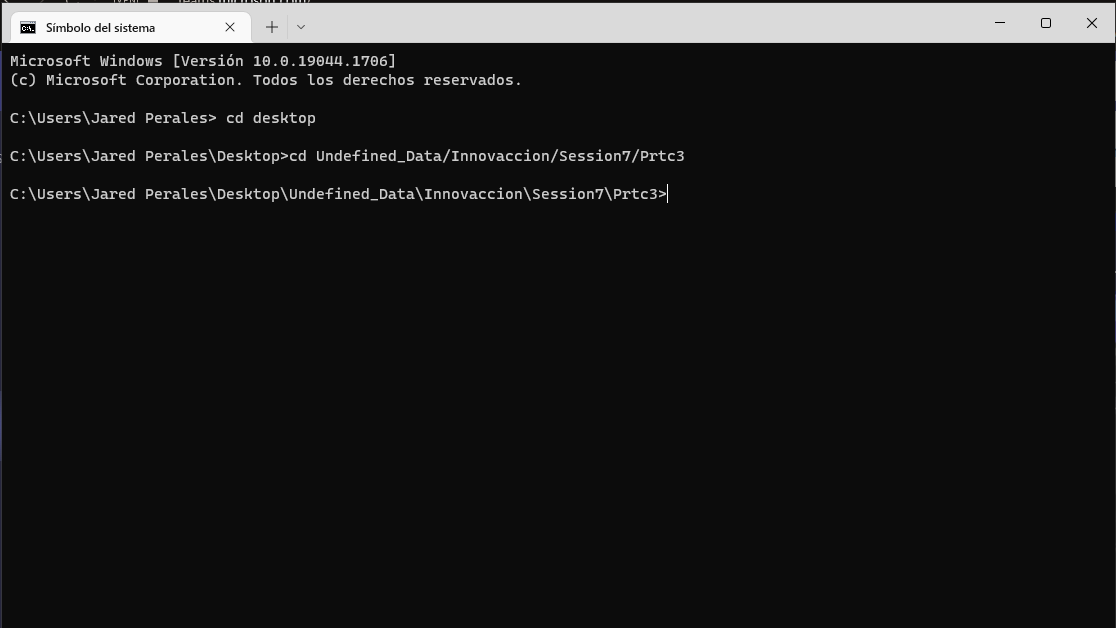 Símbolo del sistema
Microsoft Windows [Versión 10.0.19044.1706]
(c) Microsoft Corporation. Todos los derechos reservados.
C:\Users\Jared Perales> cd desktop
C:\Users\Jared Perales\Desktop>cd Undefined_Data/Innovaccion/Session7/Prtc3
C:\Users\Jared Perales\Desktop\Undefined_Data\Innovaccion\Session7\Prtc3>